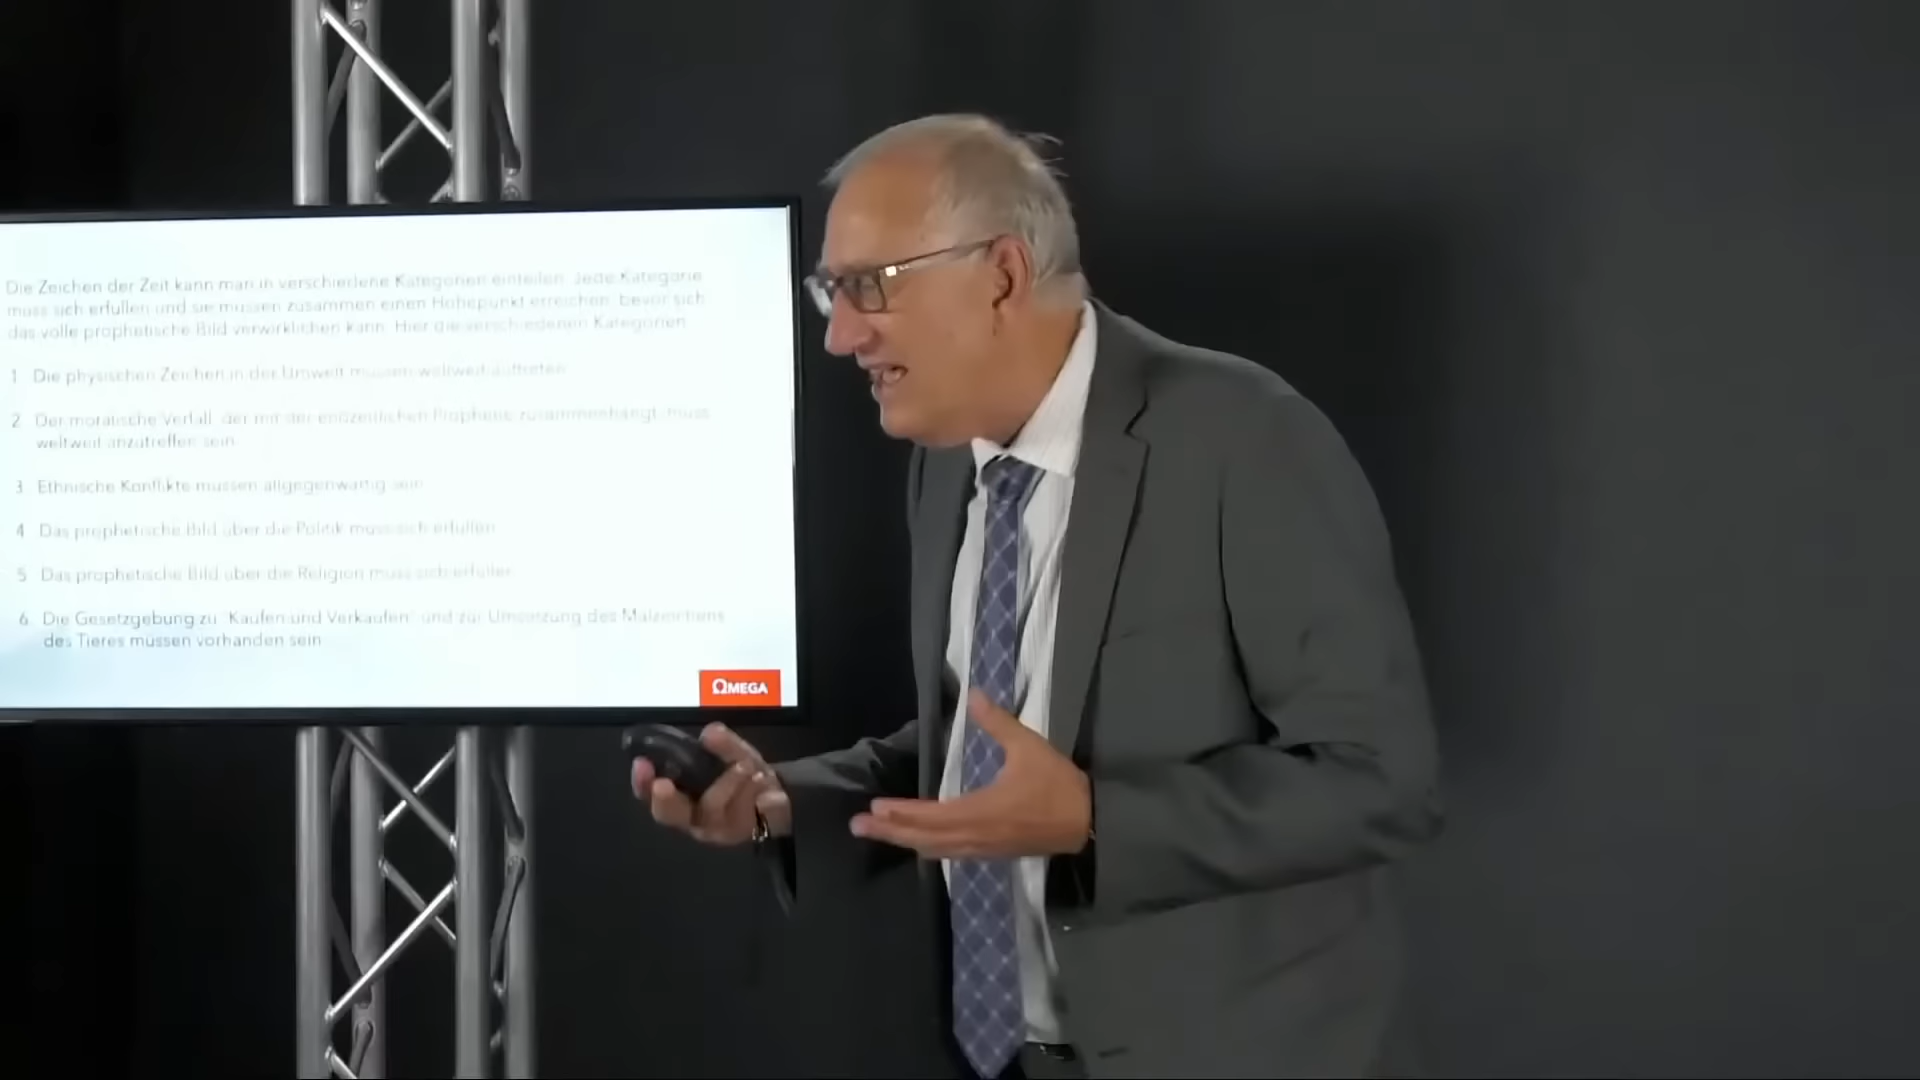 Die Zeichen der Zeit kann man in verschiedene Kategorien einteilen. Jede Kategorie
muss sich erfüllen und sie müssen zusammen einen Höhepunkt erreichen, bevor sich
das volle prophetische Bild verwirklichen kann. Hier die verschiedenen Kategorien
1 Die physischen Zeichen in der Umwelt müssen weltweit auftreten
2 Der moralische Verfall, der mit der endzeitlichen Prophetie zusammenhängt, muss
weltweit anzutreffen sein
3 Ethnische Konflikte müssen allgegenwärtig sein
4 Das prophetische Bild über die Politik muss sich erfüllen
5 Das prophetische Bild über die Religion muss sich erfüllen
6 Die Gesetzgebung zu "Kaufen und Verkaufen" und zur Umsetzung des Malzeichens
des Tieres müssen vorhanden sein
ΩMEGA